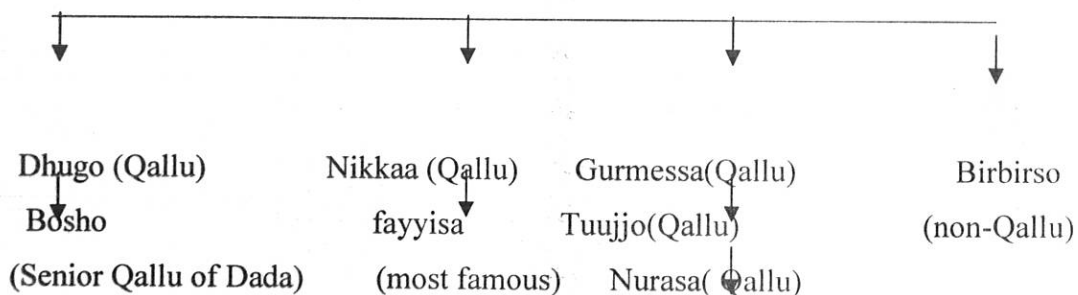 Dhugo (Qallu) Nikkaa (Qallu) Gurmessa(Qallu) Birbirso
Bosho fayyisa Tuujjo(Qallu) (non-Qallu)
(Senior Qallu of Dada) (most famous) Nurasa( Qallu)